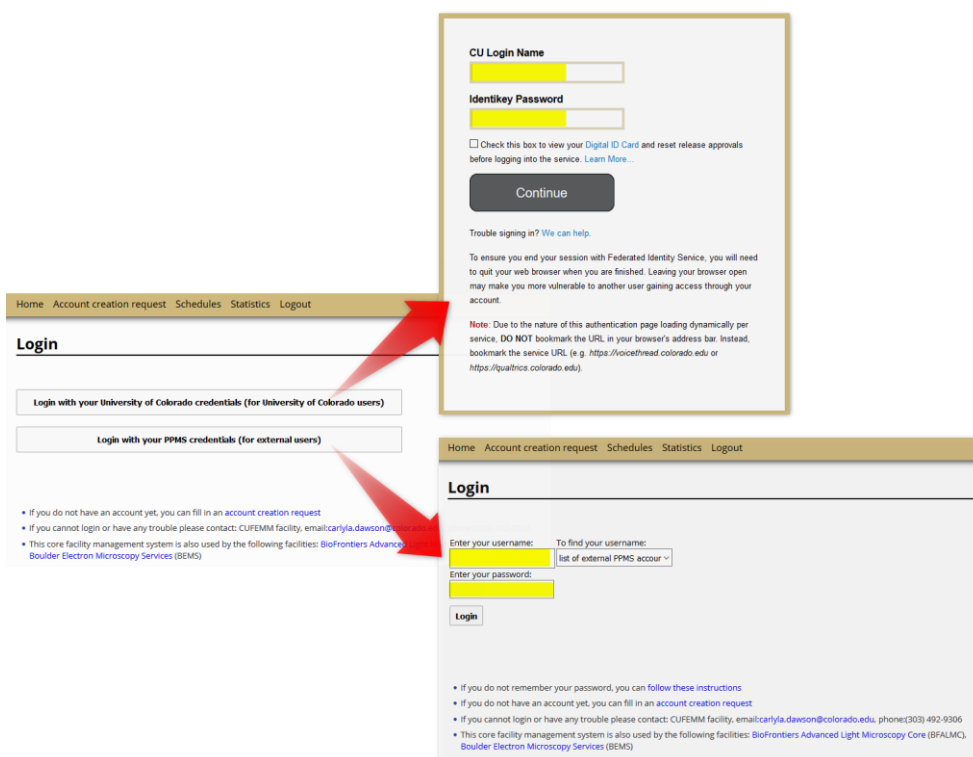 CU Login Name
Identikey Password
Check this box to view your Digital ID Card and reset release approvals
before logging into the service. Learn More...
Continue
Trouble signing in? We can help.
To ensure you end your session with Federated Identity Service, you will need
to quit your web browser when you are finished. Leaving your browser open
may make you more vulnerable to another user gaining access through your
account.
Note: Due to the nature of this authentication page loading dynamically per
service, DO NOT bookmark the URL in your browser's address bar. Instead,
bookmark the service URL (e.g. https://voicethread.colorado.edu or
https://qualtrics.colorado.edu).
Home Account creation request Schedules Statistics Logout
Login
Login with your University of Colorado credentials (for University of Colorado users)
Login with your PPMS credentials (for external users)
• If you do not have an account yet, you can fill in an account creation request
• If you cannot login or have any trouble please contact: CUFEMM facility, email:carlyla.dawson@colorado.e
• This core facility management system is also used by the following facilities: BioFrontiers Advanced Light
Boulder Electron Microscopy Services (BEMS)
Home Account creation request Schedules Statistics Logout
Login
Enter your username: To find your username:
list of external PPMS accour
Enter your password:
Login
• If you do not remember your password, you can follow these instructions
• If you do not have an account yet, you can fill in an account creation request
• If you cannot login or have any trouble please contact: CUFEMM facility, email:carlyla.dawson@colorado.edu, phone:(303) 492-9306
• This core facility management system is also used by the following facilities: BioFrontiers Advanced Light Microscopy Core (BFALMC),
Boulder Electron Microscopy Services (BEMS)